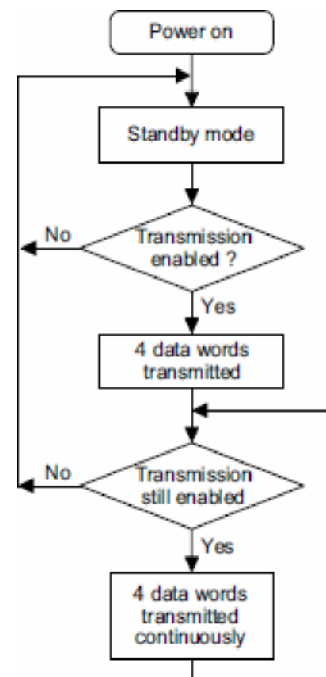 Power on
Standby mode
Transmission
enabled ?
No
Yes
4 data words
transmitted
Transmission
still enabled
No
Yes
4 data words
transmitted
continuously